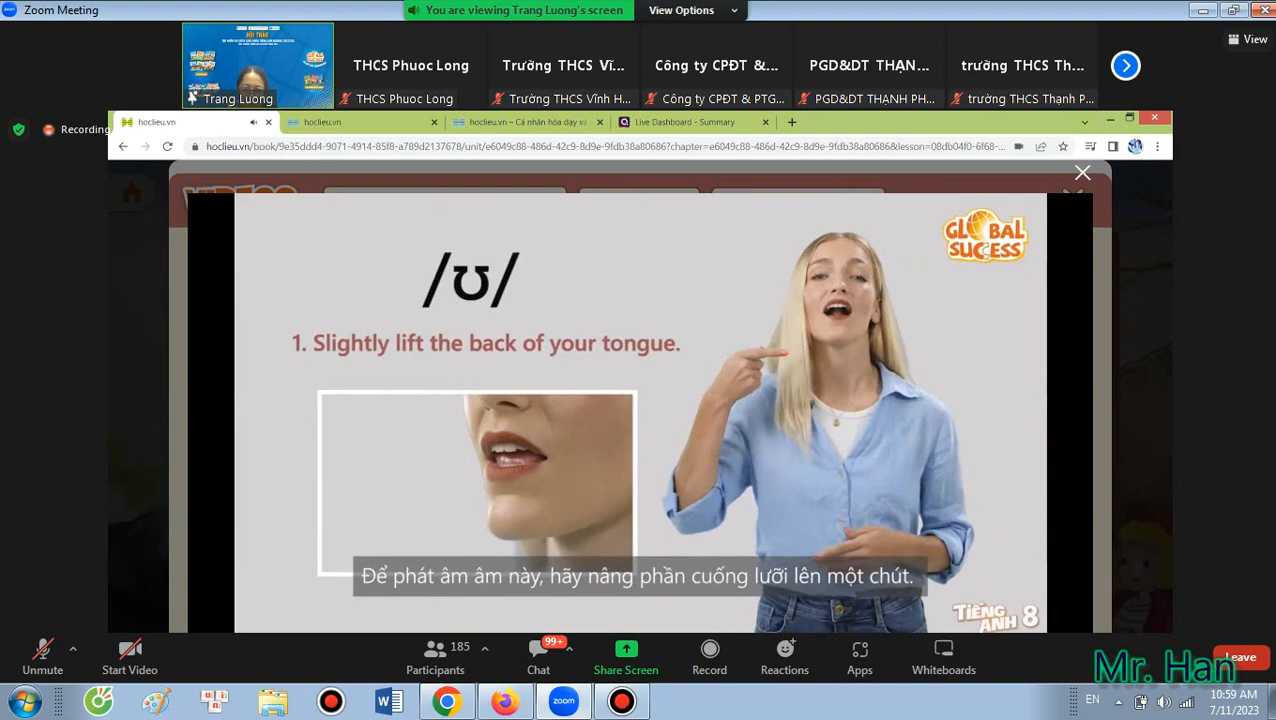 Zoom Meeting
You are viewing Trang Luong's screen
View Options
View
HỘI THẢO
THCS Phuoc Long
Trường THCS Vĩ...
Công ty CPĐT &...
PGD&DT THẠN...
trường THCS Th...
Trang Luong
THCS Phuoc Long
Trường THCS Vĩnh H...
Công ty CPĐT & PTG...
PGD&DT THẠNH PH...
trường THCS Thạnh P...
Recording
hoclieu.vn
hoclieu.vn
hoclieu.vn – Cá nhân hóa dạy và
Live Dashboard - Summary
GLOBAL
SUCCESS
/ʊ/
1. Slightly lift the back of your tongue.
Để phát âm âm này, hãy nâng phần cuống lưỡi lên một chút.
TIẾNG
ANH 8
Unmute
Start Video
Participants
185
Chat
99+
Share Screen
Record
Reactions
Apps
Whiteboards
Leave
Mr. Han
EN
10:59 AM
7/11/2023